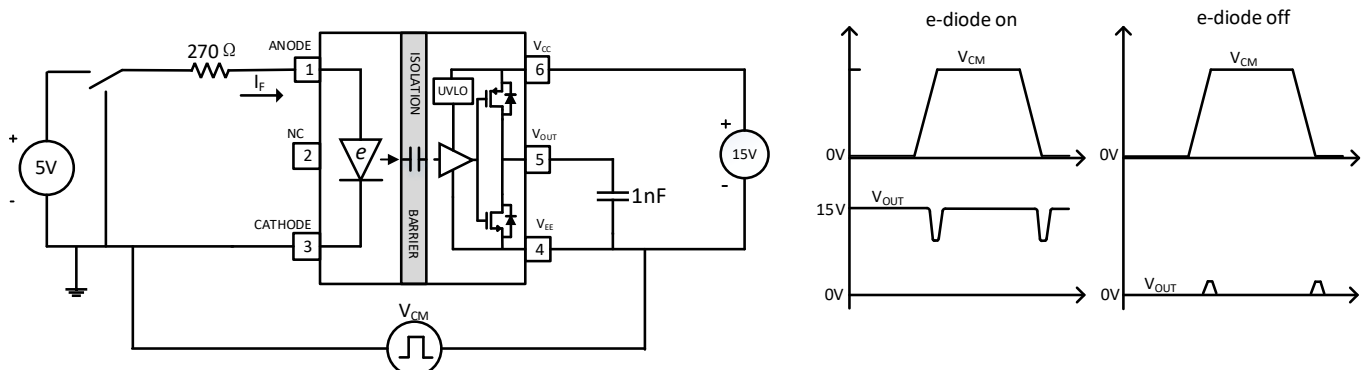 270 Ω
I_F
+
5V
-
ANODE
1
NC
2
CATHODE
3
e
ISOLATION
BARRIER
UVLO
V_CC
6
V_OUT
5
V_EE
4
1nF
+
15V
-
V_CM
e-diode on
V_CM
0V
15V
V_OUT
0V
e-diode off
V_CM
0V
V_OUT
0V